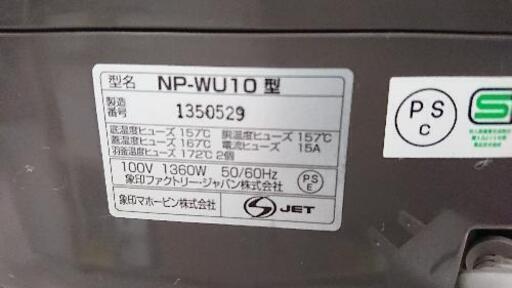 型名 NP-WU10 型
製造番号 1350529
底温度ヒューズ 157℃ 胴温度ヒューズ 157℃
蓋温度ヒューズ 167℃ 電流ヒューズ 15A
羽釜温度ヒューズ 172℃ 2個
100V 1360W 50/60Hz
象印ファクトリー・ジャパン株式会社
PS E
象印マホービン株式会社
JET
PS C
S